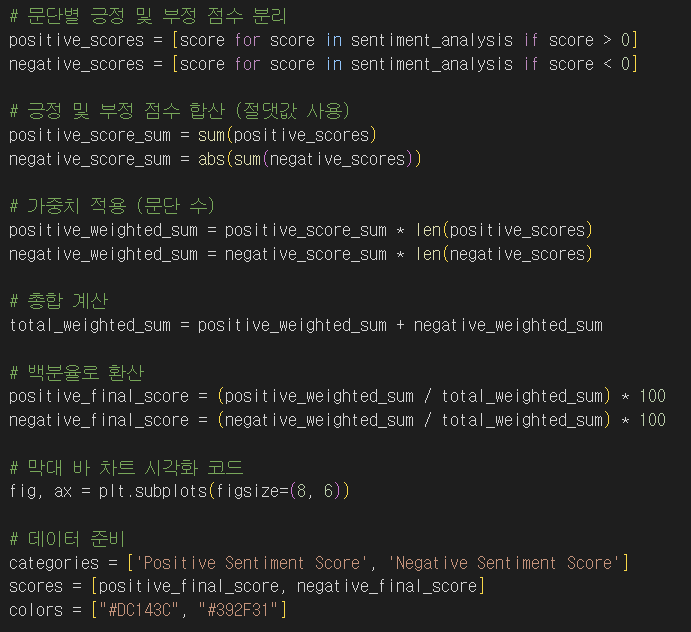 # 문단별 긍정 및 부정 점수 분리
positive_scores = [score for score in sentiment_analysis if score > 0]
negative_scores = [score for score in sentiment_analysis if score < 0]
# 긍정 및 부정 점수 합산 (절댓값 사용)
positive_score_sum = sum(positive_scores)
negative_score_sum = abs(sum(negative_scores))
# 가중치 적용 (문단 수)
positive_weighted_sum = positive_score_sum * len(positive_scores)
negative_weighted_sum = negative_score_sum * len(negative_scores)
# 총합 계산
total_weighted_sum = positive_weighted_sum + negative_weighted_sum
# 백분율로 환산
positive_final_score = (positive_weighted_sum / total_weighted_sum) * 100
negative_final_score = (negative_weighted_sum / total_weighted_sum) * 100
# 막대 바 차트 시각화 코드
fig, ax = plt.subplots(figsize=(8, 6))
# 데이터 준비
categories = ['Positive Sentiment Score', 'Negative Sentiment Score']
scores = [positive_final_score, negative_final_score]
colors = ["#DC143C", "#392F31"]